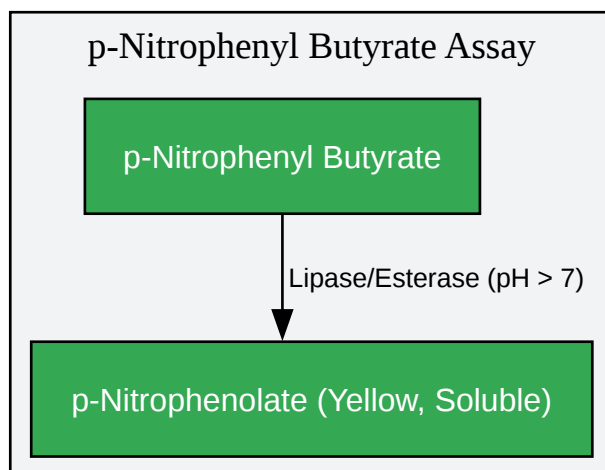 p-Nitrophenyl Butyrate Assay
p-Nitrophenyl Butyrate
Lipase/Esterase (pH > 7)
p-Nitrophenolate (Yellow, Soluble)